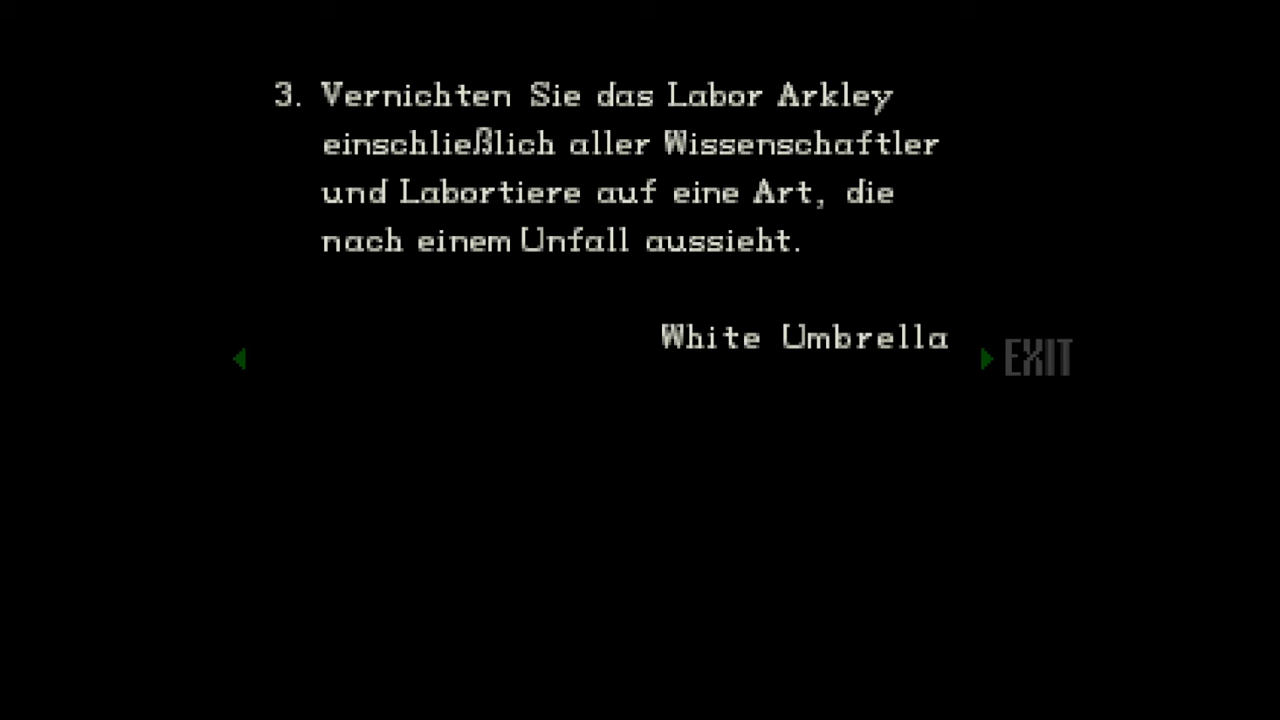 3. Vernichten Sie das Labor Arkley
einschließlich aller Wissenschaftler
und Labortiere auf eine Art, die
nach einem Unfall aussieht.
White Umbrella
EXIT